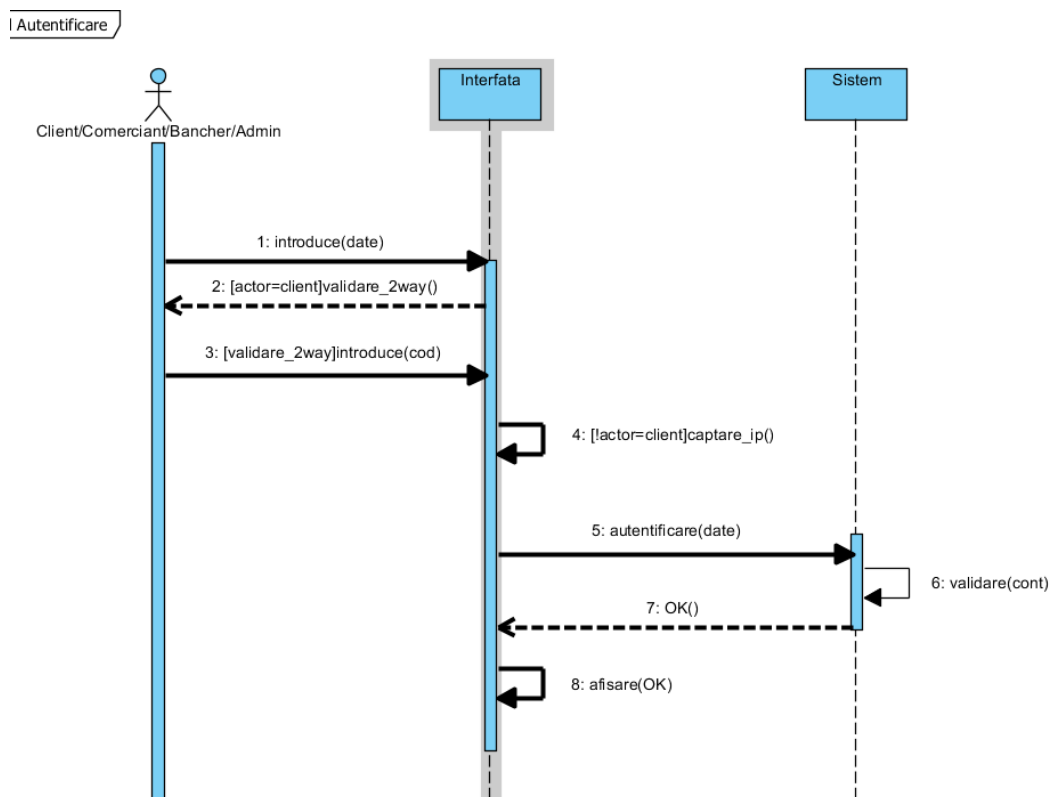 Autentificare
Interfata
Sistem
Client/Comerciant/Bancher/Admin
1: introduce(date)
2: [actor=client]validare_2way()
3: [validare_2way]introduce(cod)
4: [!actor=client]captare_ip()
5: autentificare(date)
6: validare(cont)
7: OK()
8: afisare(OK)